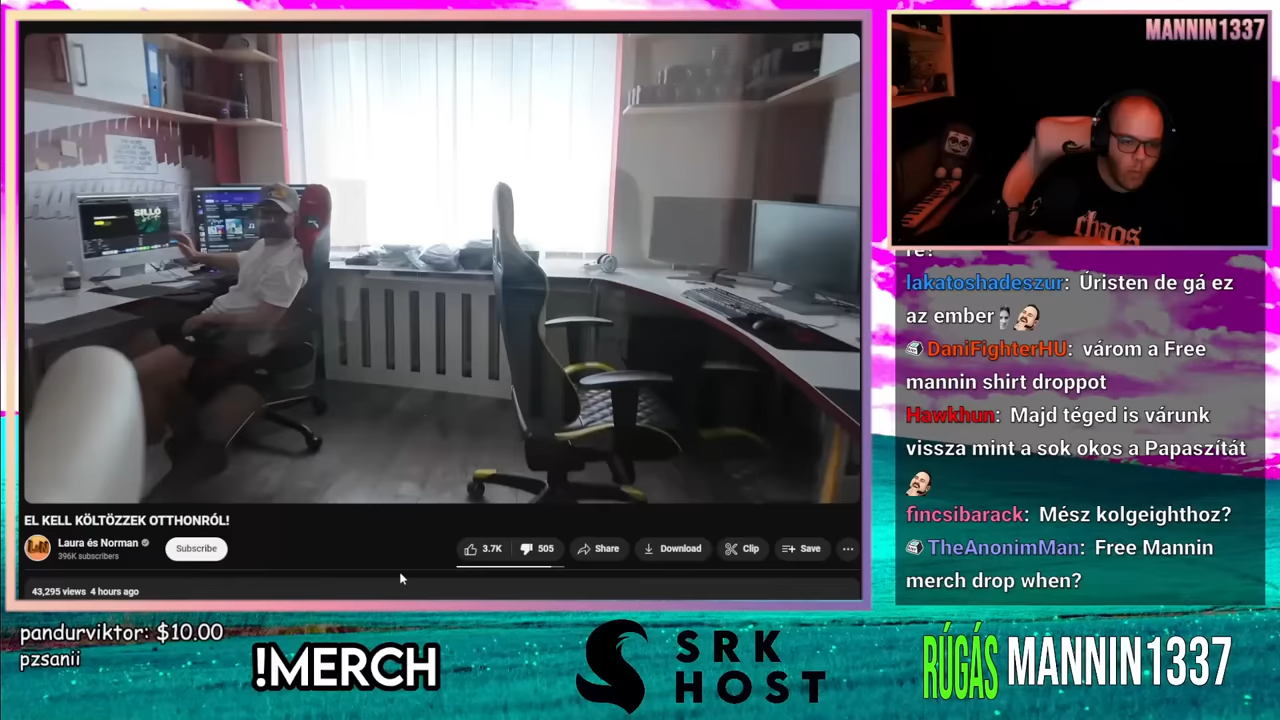 MANNIN1337
SILLÓ
EL KELL KÖLTÖZZEK OTTHONRÓL!
Laura és Norman
396K subscribers
Subscribe
3.7K
505
Share
Download
Clip
Save
43,295 views 4 hours ago
lakatoshadeszur: Úristen de gá ez
az ember
DaniFighterHU: várom a Free
mannin shirt droppot
Hawkhun: Majd téged is várunk
vissza mint a sok okos a Papaszítát
fincsibarack: Mész kolgeighthoz?
TheAnonimMan: Free Mannin
merch drop when?
chaos
pandurviktor: $10.00
pzsanii
!MERCH
SRK
HOST
RÚGÁS MANNIN1337